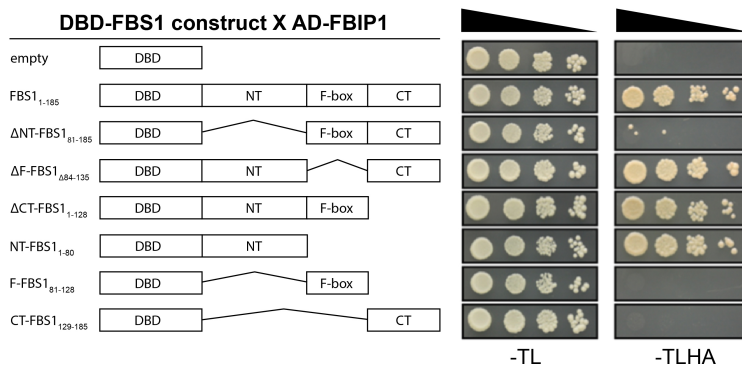 DBD-FBS1 construct X AD-FBIP1
empty DBD
FBS1₁₋₁₈₅ DBD NT F-box CT
ΔNT-FBS1₈₁₋₁₈₅ DBD F-box CT
ΔF-FBS1_Δ84-135 DBD NT CT
ΔCT-FBS1₁₋₁₂₈ DBD NT F-box
NT-FBS1₁₋₈₀ DBD NT
F-FBS1₈₁₋₁₂₈ DBD F-box
CT-FBS1₁₂₉₋₁₈₅ DBD CT
-TL -TLHA